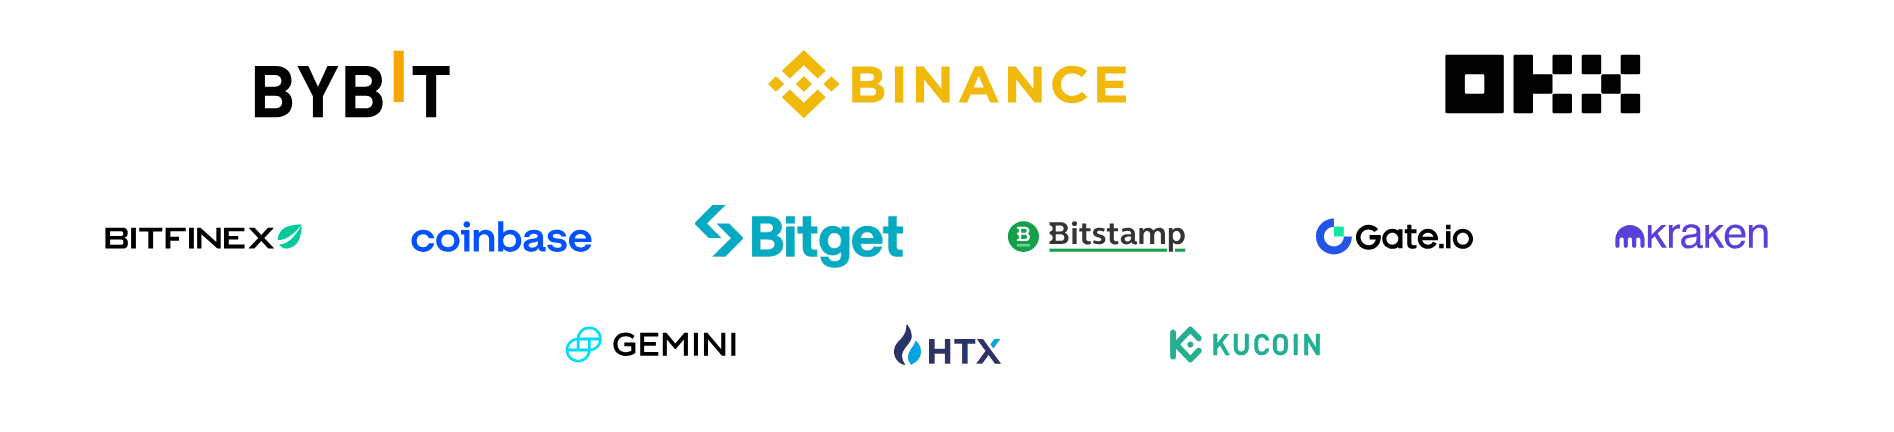 BYBIT BINANCE OKX
BITFINEX coinbase Bitget Bitstamp Gate.io kraken
GEMINI HTX KUCOIN